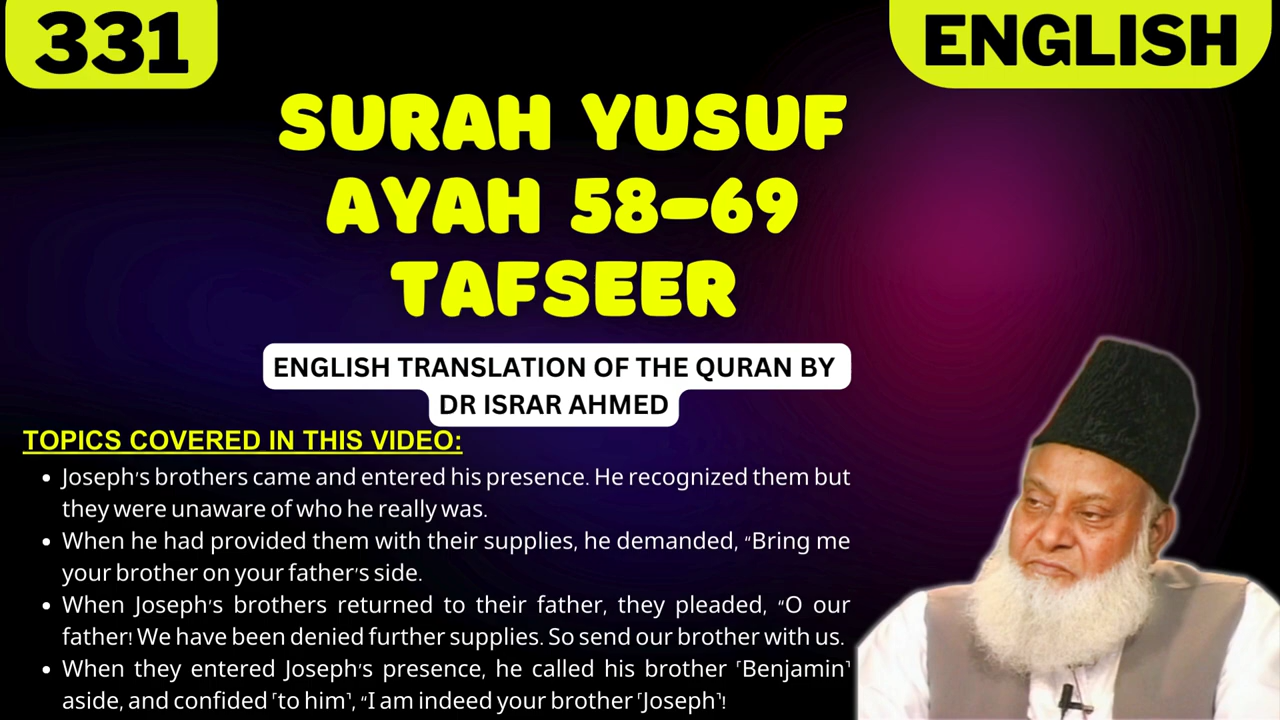 331
ENGLISH
SURAH YUSUF
AYAH 58–69
TAFSEER
ENGLISH TRANSLATION OF THE QURAN BY
DR ISRAR AHMED
TOPICS COVERED IN THIS VIDEO:
• Joseph's brothers came and entered his presence. He recognized them but
they were unaware of who he really was.
• When he had provided them with their supplies, he demanded, “Bring me
your brother on your father's side.
• When Joseph's brothers returned to their father, they pleaded, “O our
father! We have been denied further supplies. So send our brother with us.
• When they entered Joseph's presence, he called his brother ˹Benjamin˺
aside, and confided ˹to him˺, “I am indeed your brother ˹Joseph˺!